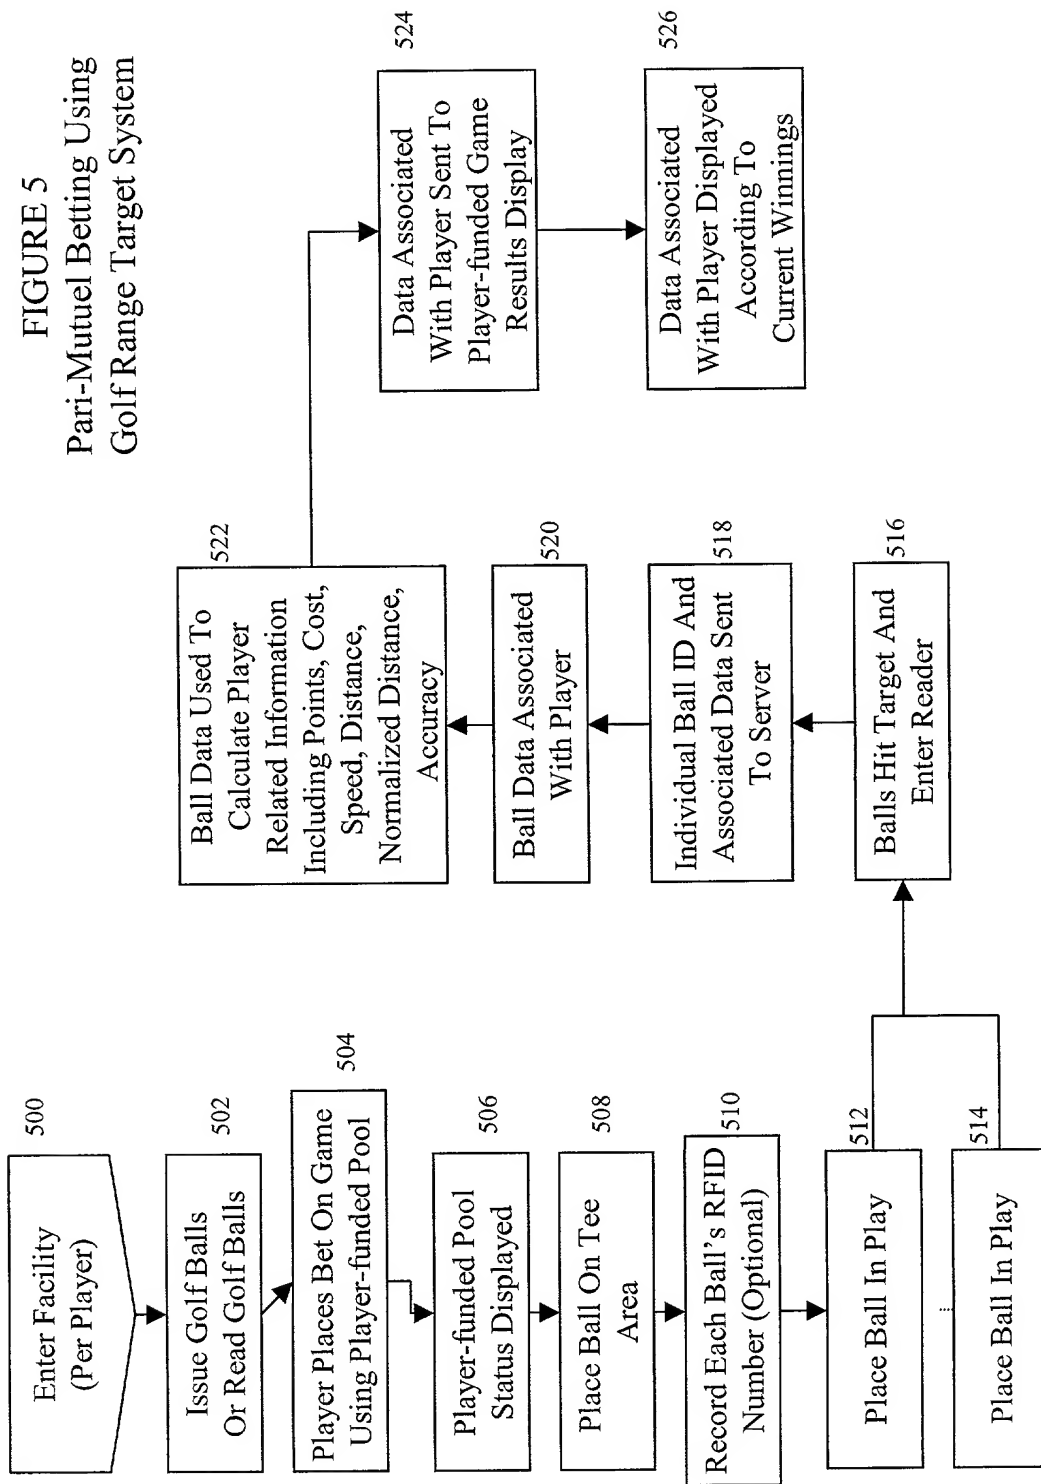 FIGURE 5
Pari-Mutuel Betting Using
Golf Range Target System
500
Enter Facility
(Per Player)
502
Issue Golf Balls
Or Read Golf Balls
504
Player Places Bet On Game
Using Player-funded Pool
506
Player-funded Pool
Status Displayed
508
Place Ball On Tee
Area
510
Record Each Ball's RFID
Number (Optional)
512
Place Ball In Play
514
Place Ball In Play
516
Balls Hit Target And
Enter Reader
518
Individual Ball ID And
Associated Data Sent
To Server
520
Ball Data Associated
With Player
522
Ball Data Used To
Calculate Player
Related Information
Including Points, Cost,
Speed, Distance,
Normalized Distance,
Accuracy
524
Data Associated
With Player Sent To
Player-funded Game
Results Display
526
Data Associated
With Player Displayed
According To
Current Winnings